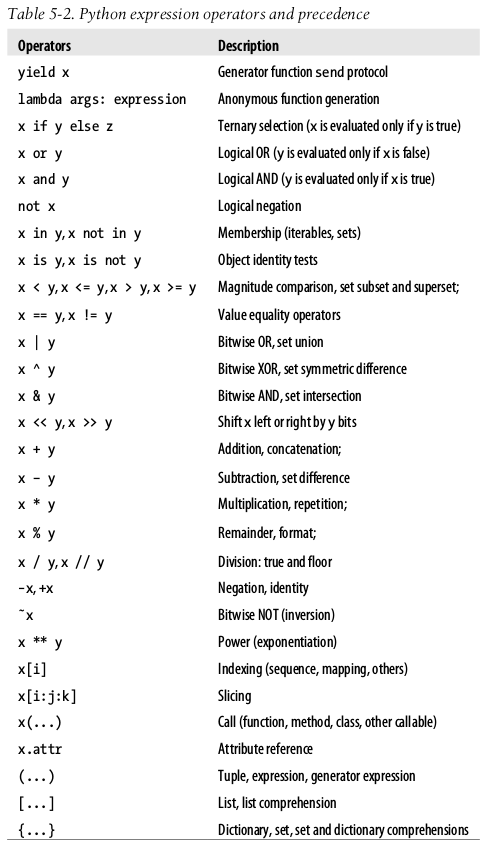 Table 5-2. Python expression operators and precedence
Operators Description
yield x Generator function send protocol
lambda args: expression Anonymous function generation
x if y else z Ternary selection (x is evaluated only if y is true)
x or y Logical OR (y is evaluated only if x is false)
x and y Logical AND (y is evaluated only if x is true)
not x Logical negation
x in y, x not in y Membership (iterables, sets)
x is y, x is not y Object identity tests
x < y, x <= y, x > y, x >= y Magnitude comparison, set subset and superset;
x == y, x != y Value equality operators
x | y Bitwise OR, set union
x ^ y Bitwise XOR, set symmetric difference
x & y Bitwise AND, set intersection
x << y, x >> y Shift x left or right by y bits
x + y Addition, concatenation;
x – y Subtraction, set difference
x * y Multiplication, repetition;
x % y Remainder, format;
x / y, x // y Division: true and floor
−x, +x Negation, identity
˜x Bitwise NOT (inversion)
x ** y Power (exponentiation)
x[i] Indexing (sequence, mapping, others)
x[i:j:k] Slicing
x(...) Call (function, method, class, other callable)
x.attr Attribute reference
(...) Tuple, expression, generator expression
[...] List, list comprehension
{...} Dictionary, set, set and dictionary comprehensions